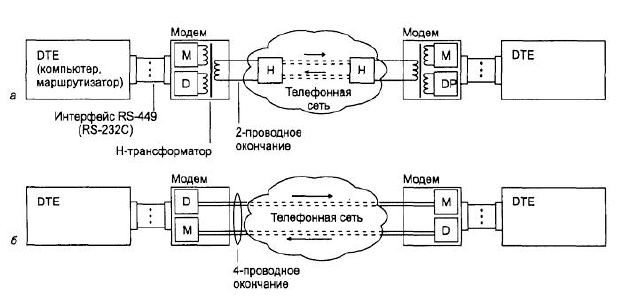 Модем
Модем
DTE
(компьютер,
маршрутизатор)
M
D
H
H
M
DP
DTE
Телефонная
сеть
а
Интерфейс RS-449
(RS-232C)
2-проводное
окончание
Н-трансформатор
Модем
Модем
DTE
D
M
Телефонная сеть
M
D
DTE
б
4-проводное
окончание